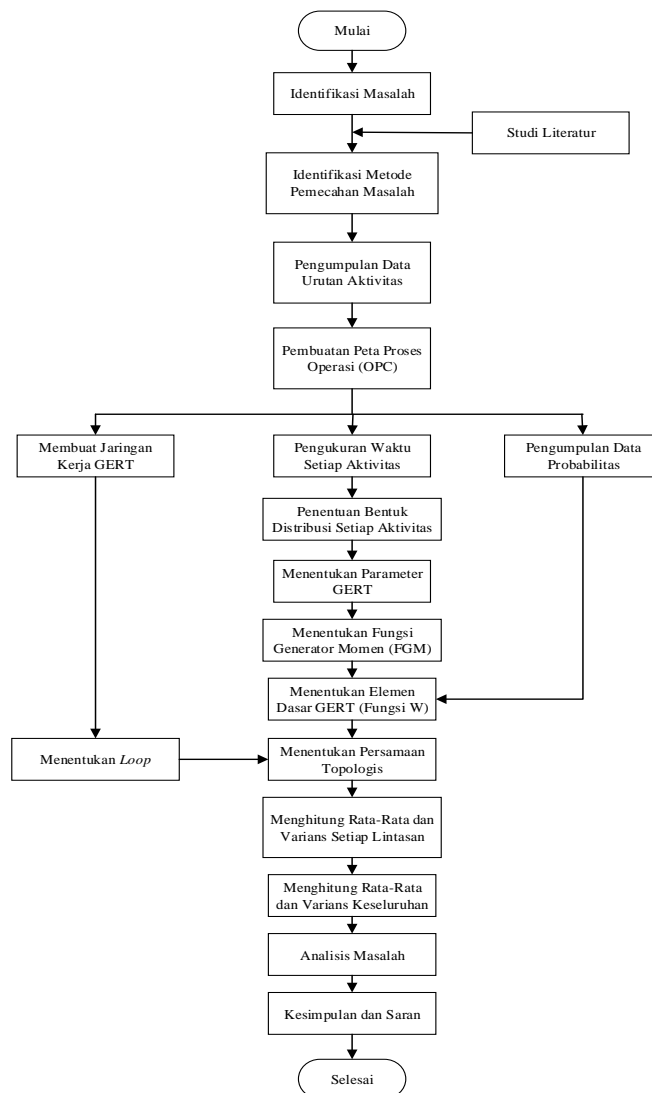 Mulai
Identifikasi Masalah
Studi Literatur
Identifikasi Metode
Pemecahan Masalah
Pengumpulan Data
Urutan Aktivitas
Pembuatan Peta Proses
Operasi (OPC)
Membuat Jaringan
Kerja GERT
Pengukuran Waktu
Setiap Aktivitas
Pengumpulan Data
Probabilitas
Penentuan Bentuk
Distribusi Setiap Aktivitas
Menentukan Parameter
GERT
Menentukan Fungsi
Generator Momen (FGM)
Menentukan Elemen
Dasar GERT (Fungsi W)
Menentukan Loop
Menentukan Persamaan
Topologis
Menghitung Rata-Rata dan
Varians Setiap Lintasan
Menghitung Rata-Rata
dan Varians Keseluruhan
Analisis Masalah
Kesimpulan dan Saran
Selesai